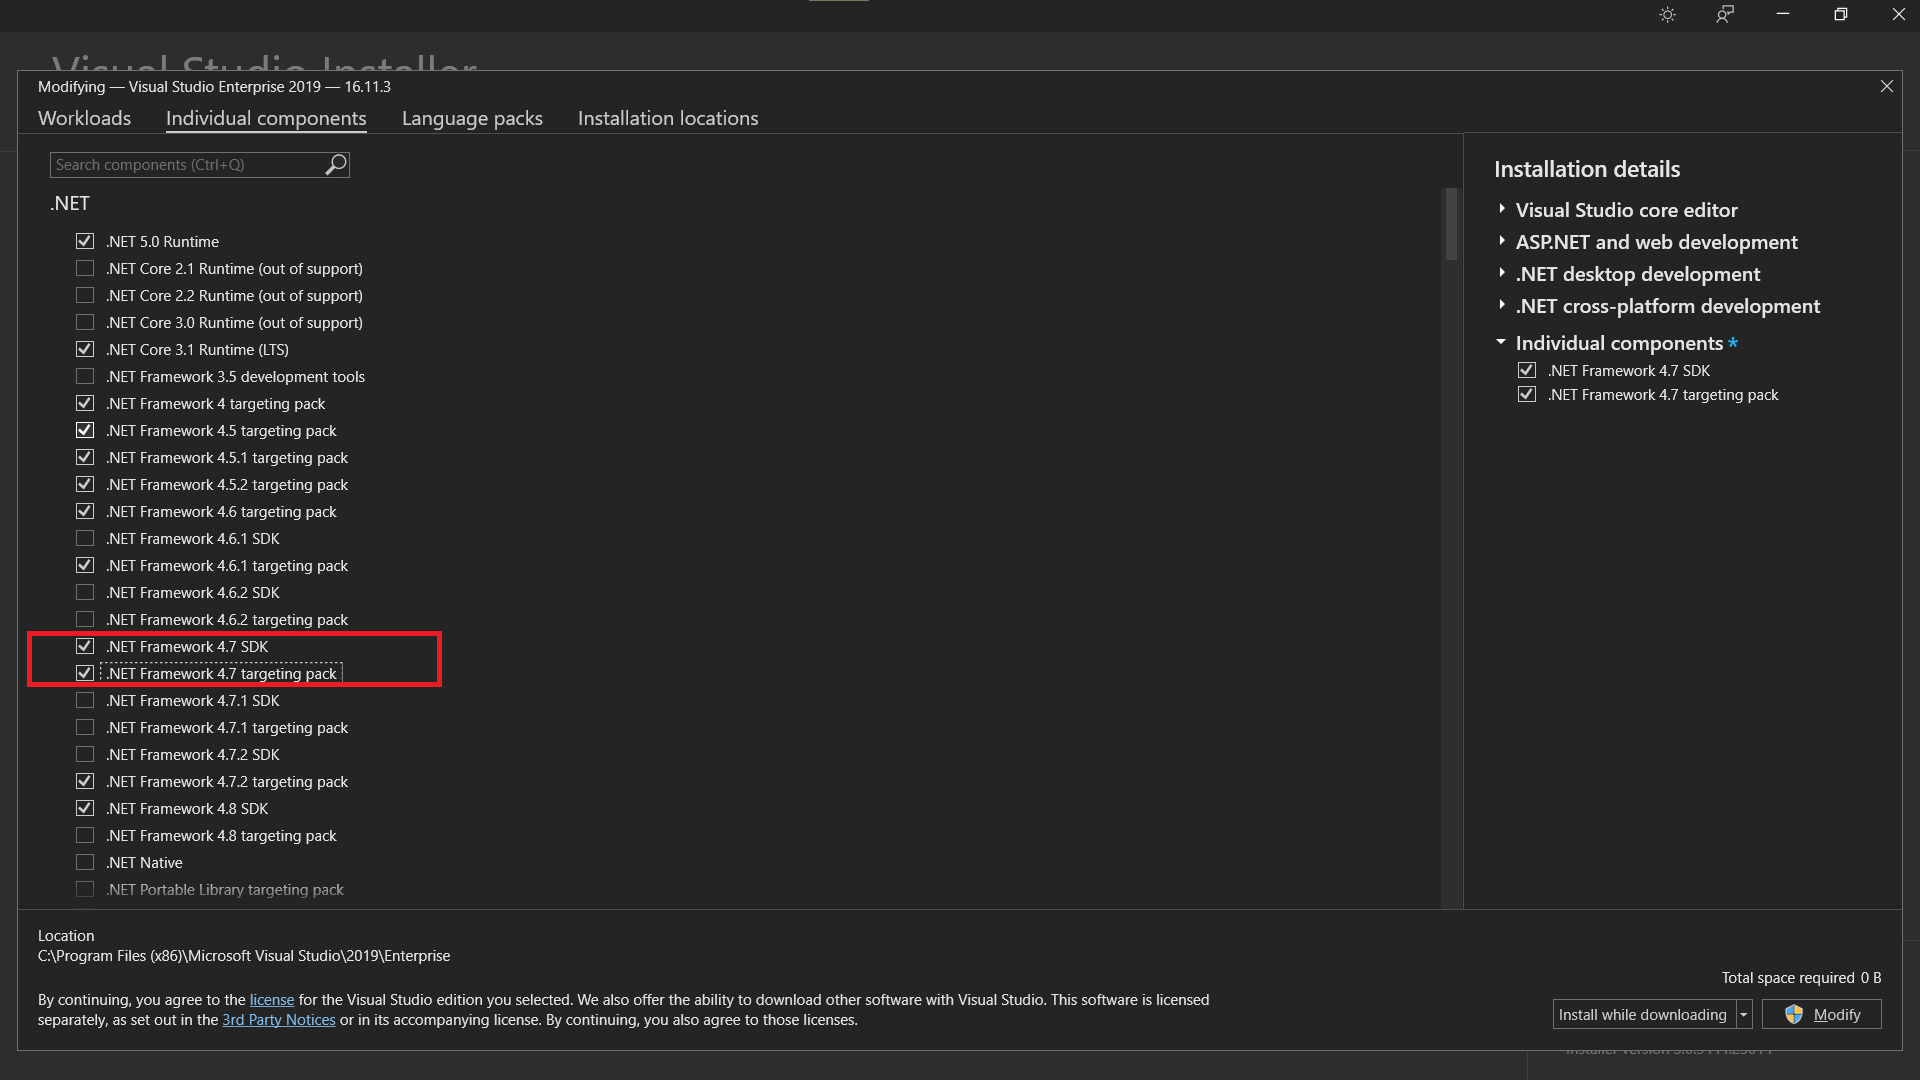 Visual Studio Installer
Modifying — Visual Studio Enterprise 2019 — 16.11.3
Workloads Individual components Language packs Installation locations
Search components (Ctrl+Q)
.NET
.NET 5.0 Runtime
.NET Core 2.1 Runtime (out of support)
.NET Core 2.2 Runtime (out of support)
.NET Core 3.0 Runtime (out of support)
.NET Core 3.1 Runtime (LTS)
.NET Framework 3.5 development tools
.NET Framework 4 targeting pack
.NET Framework 4.5 targeting pack
.NET Framework 4.5.1 targeting pack
.NET Framework 4.5.2 targeting pack
.NET Framework 4.6 targeting pack
.NET Framework 4.6.1 SDK
.NET Framework 4.6.1 targeting pack
.NET Framework 4.6.2 SDK
.NET Framework 4.6.2 targeting pack
.NET Framework 4.7 SDK
.NET Framework 4.7 targeting pack
.NET Framework 4.7.1 SDK
.NET Framework 4.7.1 targeting pack
.NET Framework 4.7.2 SDK
.NET Framework 4.7.2 targeting pack
.NET Framework 4.8 SDK
.NET Framework 4.8 targeting pack
.NET Native
.NET Portable Library targeting pack
Installation details
Visual Studio core editor
ASP.NET and web development
.NET desktop development
.NET cross-platform development
Individual components *
.NET Framework 4.7 SDK
.NET Framework 4.7 targeting pack
Location
C:\Program Files (x86)\Microsoft Visual Studio\2019\Enterprise
By continuing, you agree to the license for the Visual Studio edition you selected. We also offer the ability to download other software with Visual Studio. This software is licensed
separately, as set out in the 3rd Party Notices or in its accompanying license. By continuing, you also agree to those licenses.
Total space required 0 B
Install while downloading
Modify
Installer version